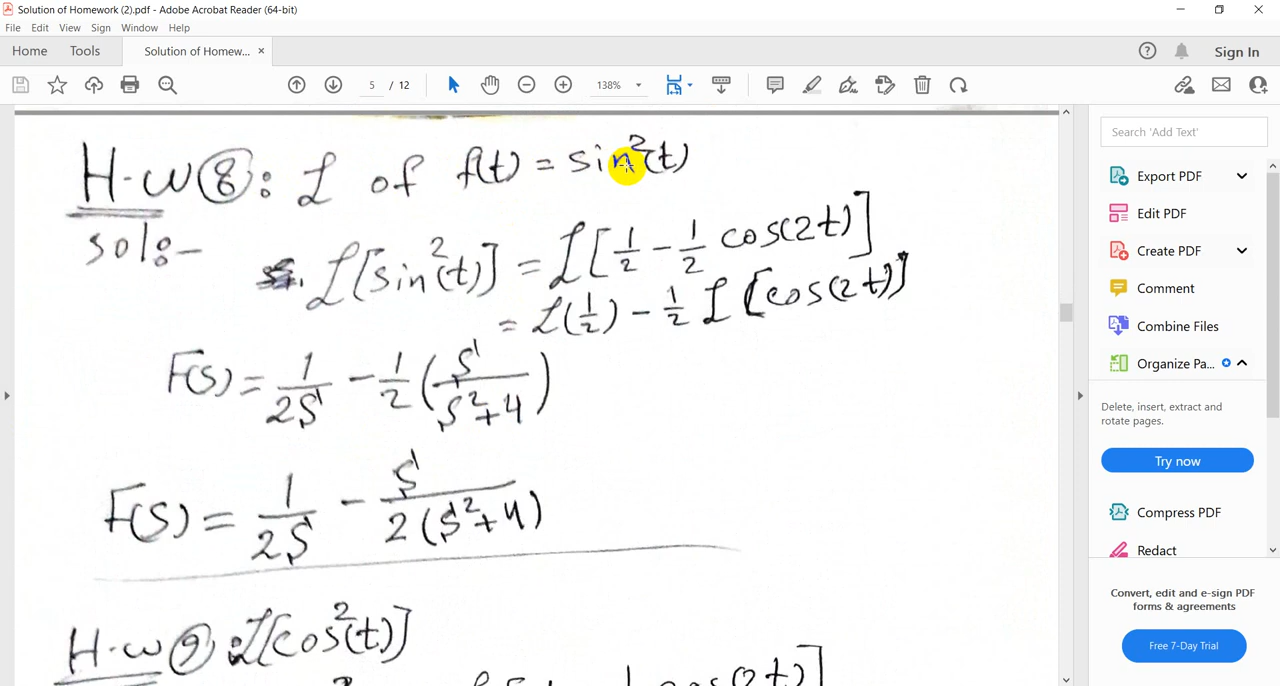 Solution of Homework (2).pdf - Adobe Acrobat Reader (64-bit)
File Edit View Sign Window Help
Home Tools Solution of Homew... × Sign In
5 / 12 138%
H.W⑧: ℒ of f(t) = sin²(t)
Sol:-
ℒ[sin²(t)] = ℒ[1/2 - 1/2 cos(2t)]
= ℒ(1/2) - 1/2 ℒ[cos(2t)]
F(s) = 1/2S - 1/2 (S/S²+4)
F(s) = 1/2S - S/2(S²+4)
H.W⑨: ℒ[cos²(t)]
cos(2t)]
Search 'Add Text'
Export PDF
Edit PDF
Create PDF
Comment
Combine Files
Organize Pa...
Delete, insert, extract and
rotate pages.
Try now
Compress PDF
Redact
Convert, edit and e-sign PDF
forms & agreements
Free 7-Day Trial